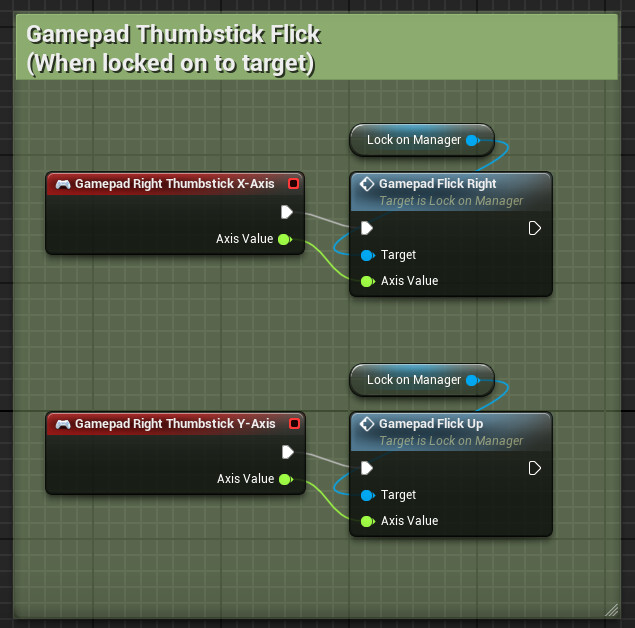 Gamepad Thumbstick Flick
(When locked on to target)
Lock on Manager
Gamepad Right Thumbstick X-Axis
Gamepad Flick Right
Target is Lock on Manager
Axis Value
Target
Axis Value
Lock on Manager
Gamepad Right Thumbstick Y-Axis
Gamepad Flick Up
Target is Lock on Manager
Axis Value
Target
Axis Value